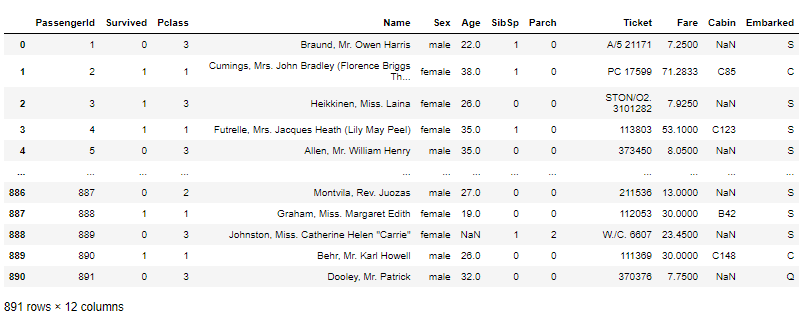 PassengerId Survived Pclass Name Sex Age SibSp Parch Ticket Fare Cabin Embarked
0 1 0 3 Braund, Mr. Owen Harris male 22.0 1 0 A/5 21171 7.2500 NaN S
1 2 1 1 Cumings, Mrs. John Bradley (Florence Briggs
Th... female 38.0 1 0 PC 17599 71.2833 C85 C
2 3 1 3 Heikkinen, Miss. Laina female 26.0 0 0 STON/O2.
3101282 7.9250 NaN S
3 4 1 1 Futrelle, Mrs. Jacques Heath (Lily May Peel) female 35.0 1 0 113803 53.1000 C123 S
4 5 0 3 Allen, Mr. William Henry male 35.0 0 0 373450 8.0500 NaN S
... ... ... ... ... ... ... ... ... ... ... ... ...
886 887 0 2 Montvila, Rev. Juozas male 27.0 0 0 211536 13.0000 NaN S
887 888 1 1 Graham, Miss. Margaret Edith female 19.0 0 0 112053 30.0000 B42 S
888 889 0 3 Johnston, Miss. Catherine Helen "Carrie" female NaN 1 2 W./C. 6607 23.4500 NaN S
889 890 1 1 Behr, Mr. Karl Howell male 26.0 0 0 111369 30.0000 C148 C
890 891 0 3 Dooley, Mr. Patrick male 32.0 0 0 370376 7.7500 NaN Q
891 rows × 12 columns